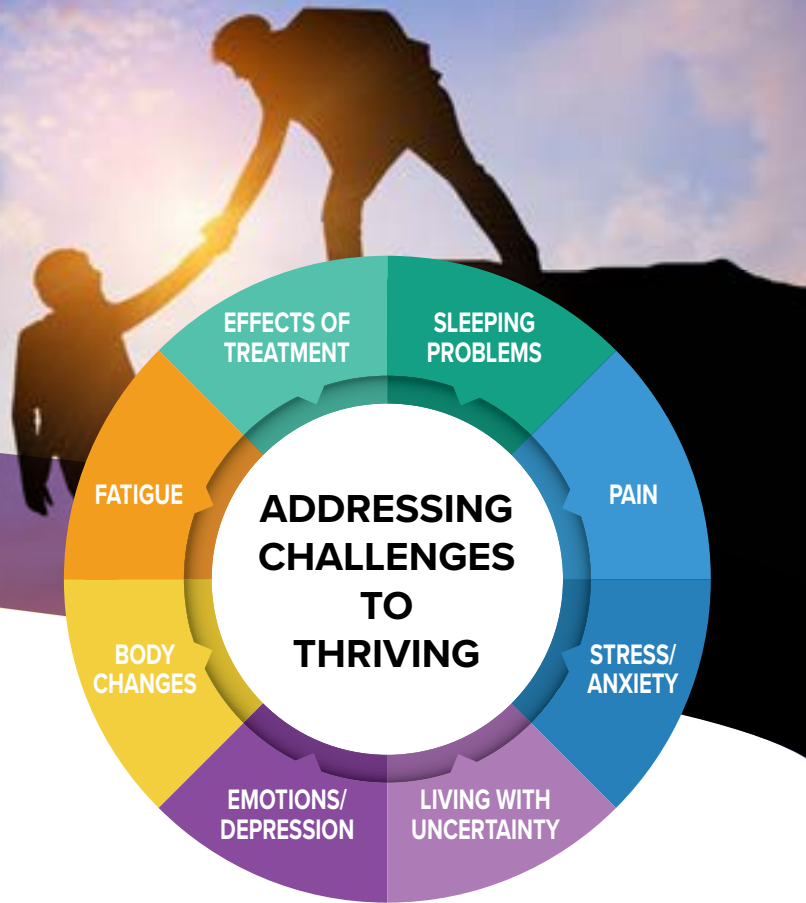 EFFECTS OF
TREATMENT
SLEEPING
PROBLEMS
FATIGUE
PAIN
ADDRESSING
CHALLENGES
TO
THRIVING
BODY
CHANGES
STRESS/
ANXIETY
EMOTIONS/
DEPRESSION
LIVING WITH
UNCERTAINTY